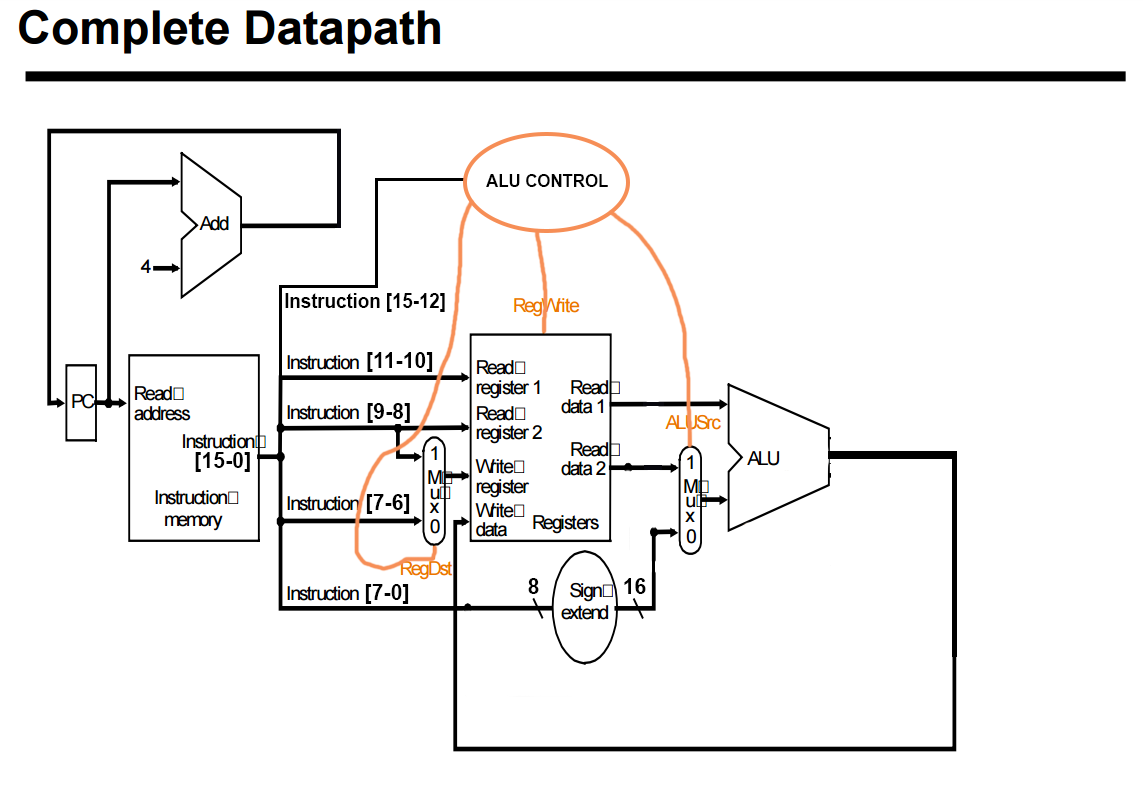 Complete Datapath
ALU CONTROL
Add
4
Instruction [15-12]
RegWrite
PC
Read□
address
Instruction□
[15-0]
Instruction□
memory
Instruction [11-10]
Instruction [9-8]
Instruction [7-6]
Instruction [7-0]
1
M□
u□
x
0
RegDst
Read□
register 1
Read□
register 2
Write□
register
Write□
data
Read□
data 1
Read□
data 2
Registers
ALUSrc
1
M□
u□
x
0
ALU
8
Sign□
extend
16